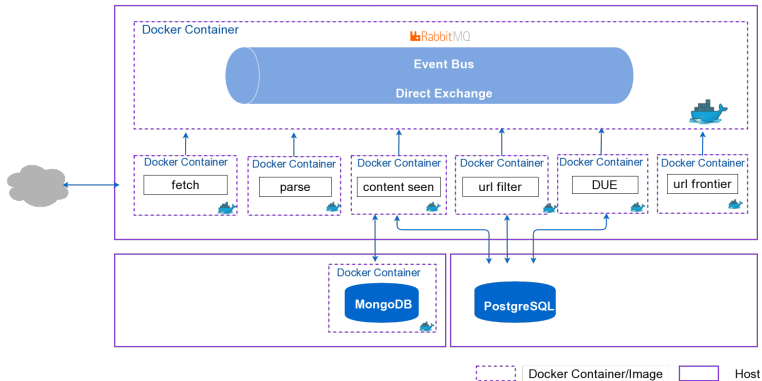 Docker Container
RabbitMQ
Event Bus
Direct Exchange
Docker Container
Docker Container
Docker Container
Docker Container
Docker Container
Docker Container
fetch
parse
content seen
url filter
DUE
url frontier
Docker Container
MongoDB
PostgreSQL
Docker Container/Image
Host